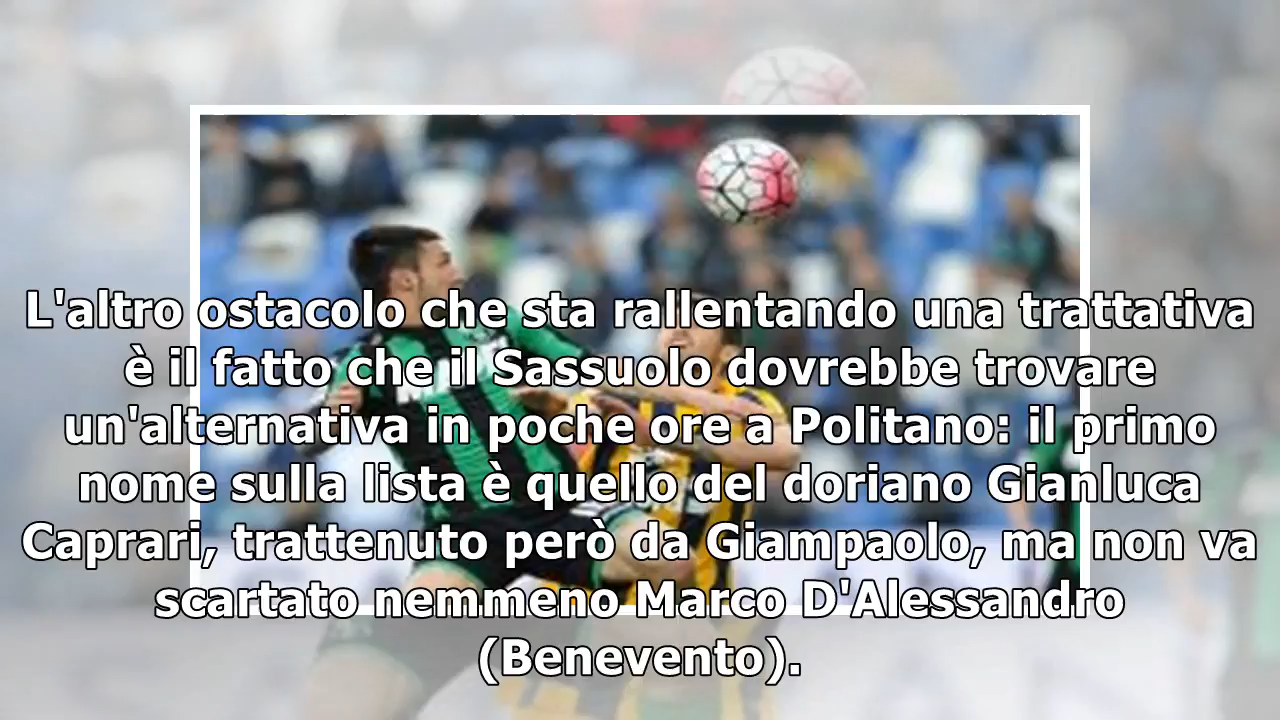 L'altro ostacolo che sta rallentando una trattativa
è il fatto che il Sassuolo dovrebbe trovare
un'alternativa in poche ore a Politano: il primo
nome sulla lista è quello del doriano Gianluca
Caprari, trattenuto però da Giampaolo, ma non va
scartato nemmeno Marco D'Alessandro
(Benevento).